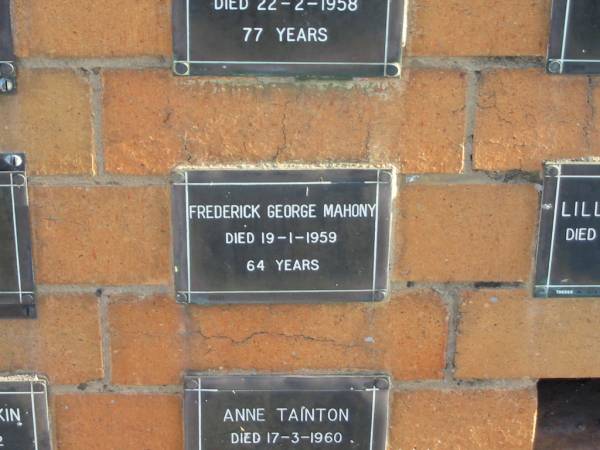 DIED 22-2-1958
77 YEARS
FREDERICK GEORGE MAHONY
DIED 19-1-1959
64 YEARS
LILL
DIED
KIN
2
ANNE TAINTON
DIED 17-3-1960